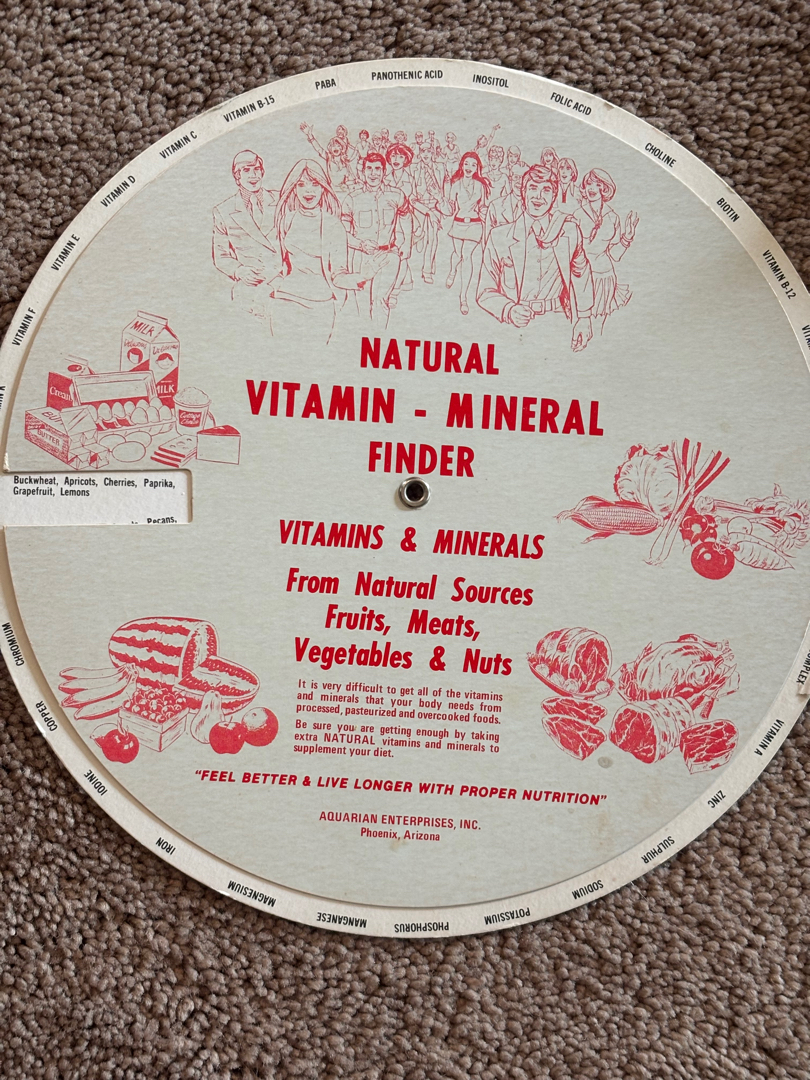 PABA
PANOTHENIC ACID
INOSITOL
FOLIC ACID
CHOLINE
BIOTIN
VITAMIN B-12
VITAMIN B-15
VITAMIN C
VITAMIN D
VITAMIN E
VITAMIN F
NATURAL
VITAMIN - MINERAL
FINDER
MILK
MILK
Cream
BUTTER
Cottage
Buckwheat, Apricots, Cherries, Paprika,
Grapefruit, Lemons
Pecans,
VITAMINS & MINERALS
From Natural Sources
Fruits, Meats,
Vegetables & Nuts
It is very difficult to get all of the vitamins
and minerals that your body needs from
processed, pasteurized and overcooked foods.
Be sure you are getting enough by taking
extra NATURAL vitamins and minerals to
supplement your diet.
"FEEL BETTER & LIVE LONGER WITH PROPER NUTRITION"
AQUARIAN ENTERPRISES, INC.
Phoenix, Arizona
VITAMIN A
ZINC
SULPHUR
SODIUM
POTASSIUM
PHOSPHORUS
MANGANESE
MAGNESIUM
IRON
IODINE
COPPER
CHROMIUM